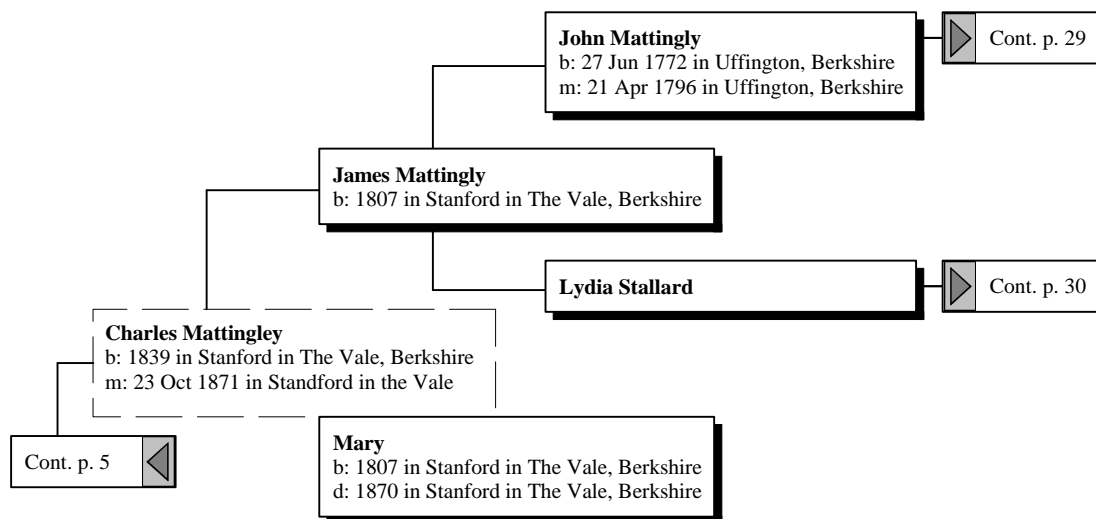 John Mattingly
b: 27 Jun 1772 in Uffington, Berkshire
m: 21 Apr 1796 in Uffington, Berkshire
Cont. p. 29
James Mattingly
b: 1807 in Stanford in The Vale, Berkshire
Lydia Stallard
Cont. p. 30
Charles Mattingley
b: 1839 in Stanford in The Vale, Berkshire
m: 23 Oct 1871 in Standford in the Vale
Cont. p. 5
Mary
b: 1807 in Stanford in The Vale, Berkshire
d: 1870 in Stanford in The Vale, Berkshire